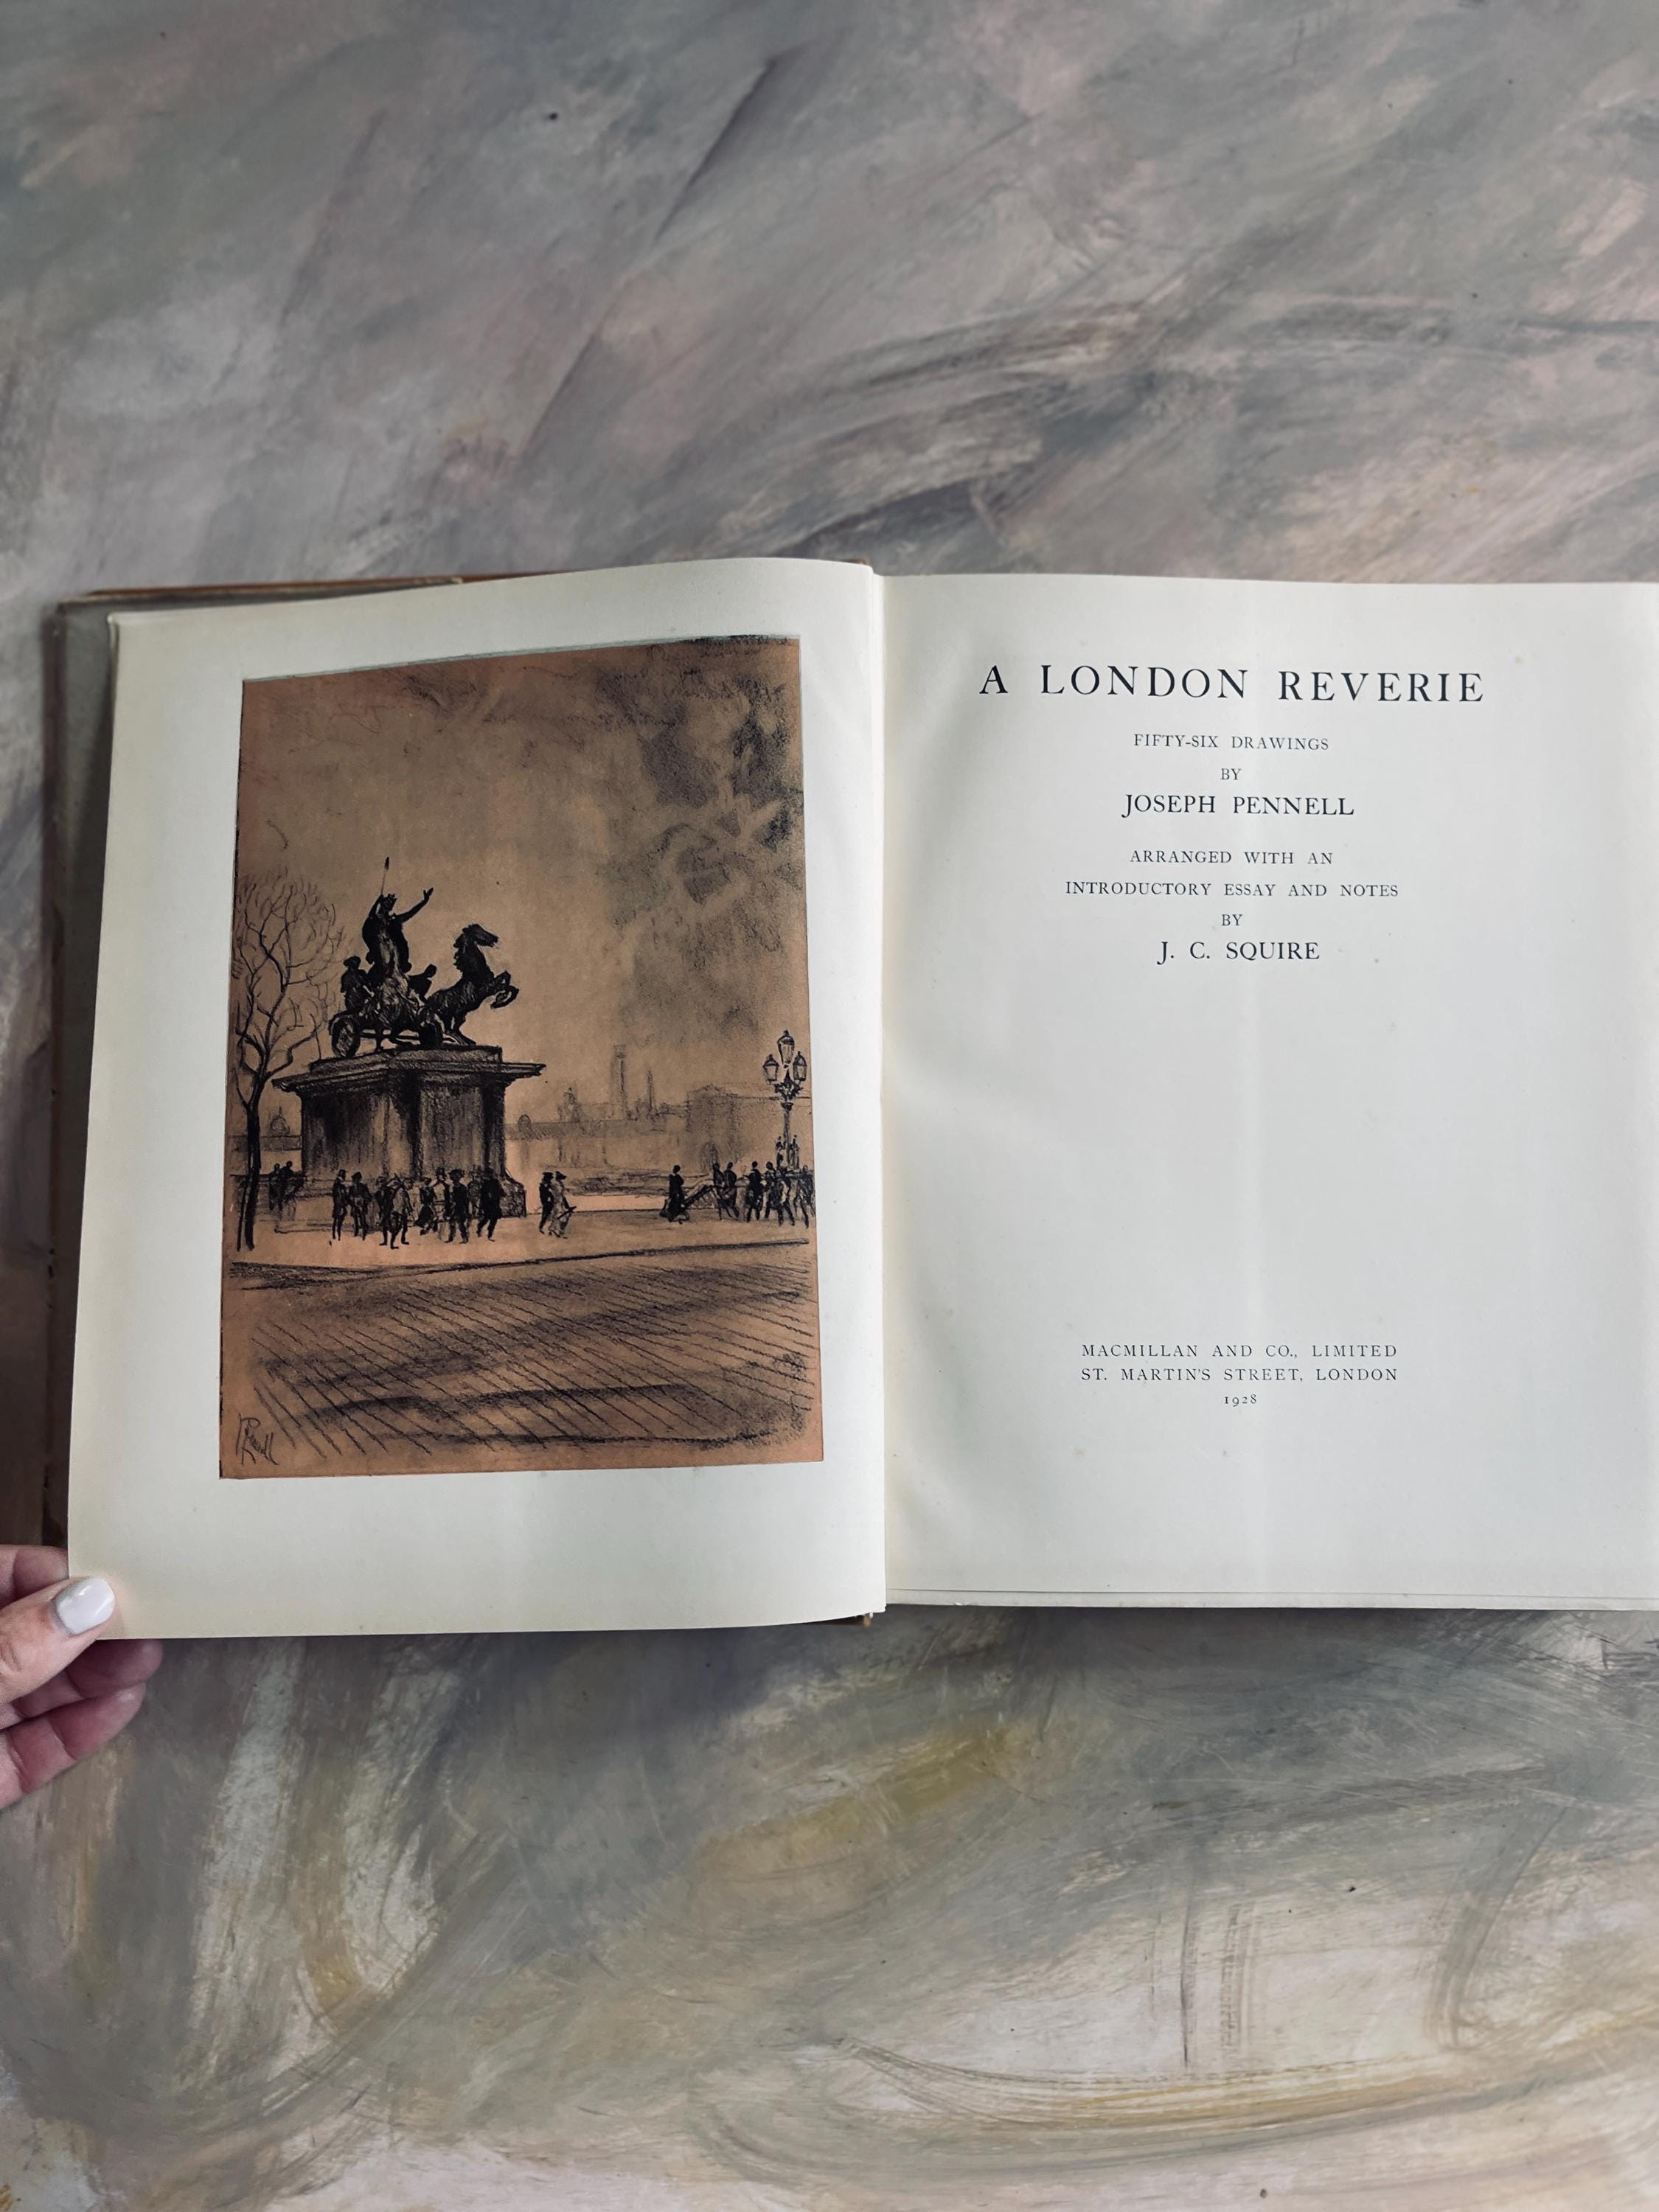 A LONDON REVERIE
FIFTY-SIX DRAWINGS
BY
JOSEPH PENNELL
ARRANGED WITH AN
INTRODUCTORY ESSAY AND NOTES
BY
J. C. SQUIRE
MACMILLAN AND CO., LIMITED
ST. MARTIN'S STREET, LONDON
1928